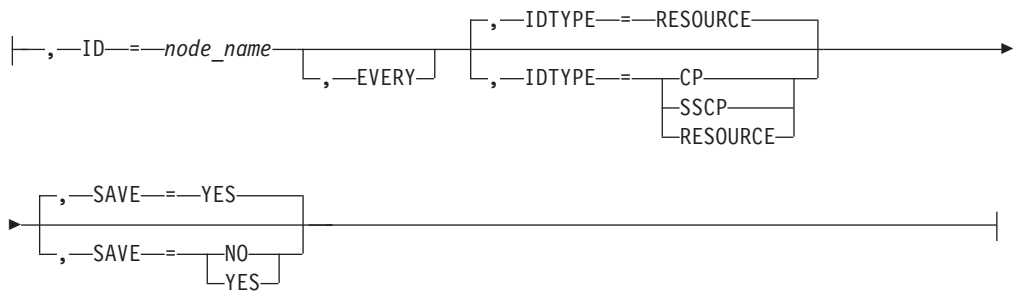 , IDTYPE = RESOURCE
, ID = node_name
, EVERY
, IDTYPE = CP
SSCP
RESOURCE
, SAVE = YES
, SAVE = NO
YES